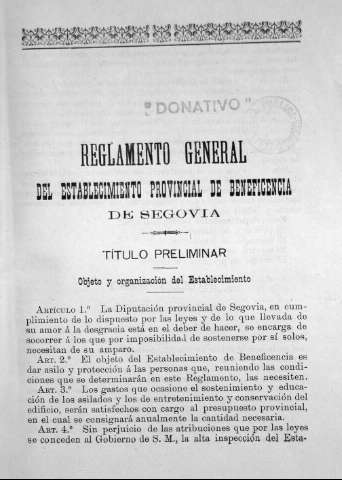 "DONATIVO"
REGLAMENTO GENERAL
DEL ESTABLECIMIENTO PROVINCIAL DE BENEFICENCIA
DE SEGOVIA
TÍTULO PRELIMINAR
Objeto y organización del Establecimiento
ARTÍCULO 1.º La Diputación provincial de Segovia, en cum-
plimiento de lo dispuesto por las leyes y de lo que llevada de
su amor á la desgracia está en el deber de hacer, se encarga de
socorrer á los que por imposibilidad de sostenerse por sí solos,
necesitan de su amparo.
ART. 2.º El objeto del Establecimiento de Beneficencia es
dar asilo y protección á las personas que, reuniendo las condi-
ciones que se determinarán en este Reglamento, las necesiten.
ART. 3.º Los gastos que ocasione el sostenimiento y educa-
ción de los asilados y los de entretenimiento y conservación del
edificio, serán satisfechos con cargo al presupuesto provincial,
en el cual se consignará anualmente la cantidad necesaria.
ART. 4.º Sin perjuicio de las atribuciones que por las leyes
se conceden al Gobierno de S. M., la alta inspección del Esta-